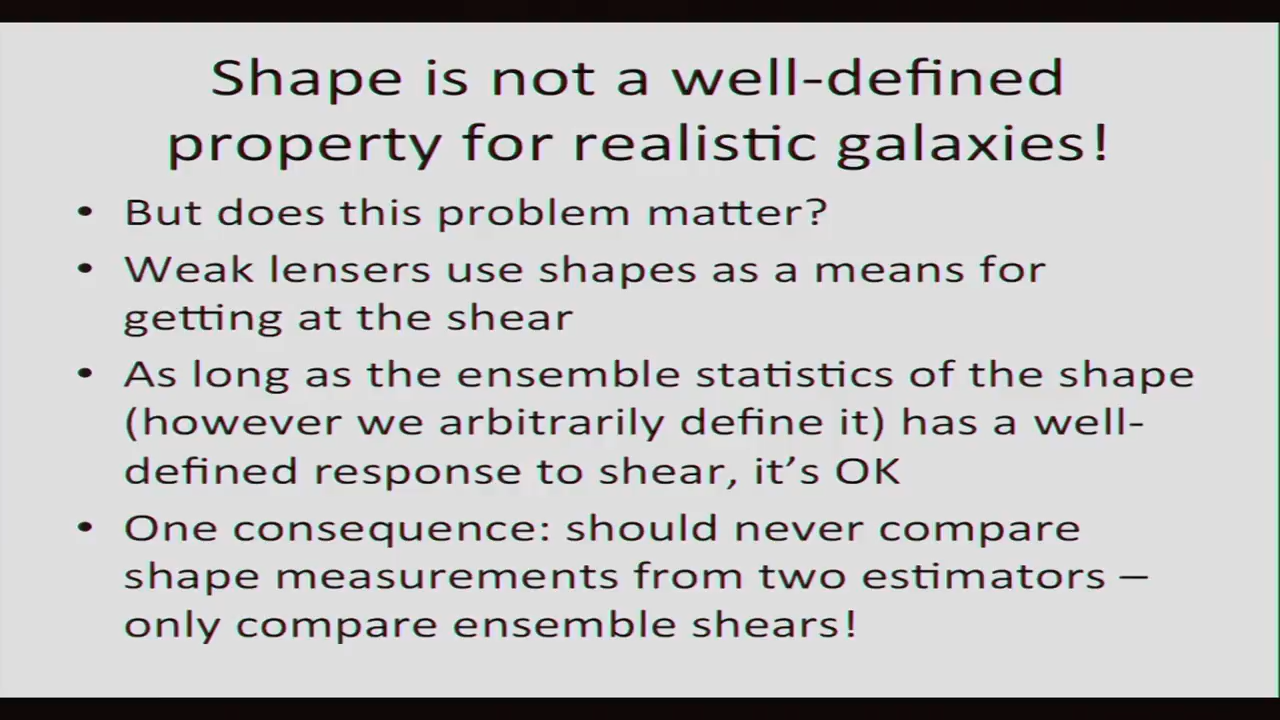 Shape is not a well-defined
property for realistic galaxies!
• But does this problem matter?
• Weak lensers use shapes as a means for
getting at the shear
• As long as the ensemble statistics of the shape
(however we arbitrarily define it) has a well-
defined response to shear, it’s OK
• One consequence: should never compare
shape measurements from two estimators –
only compare ensemble shears!